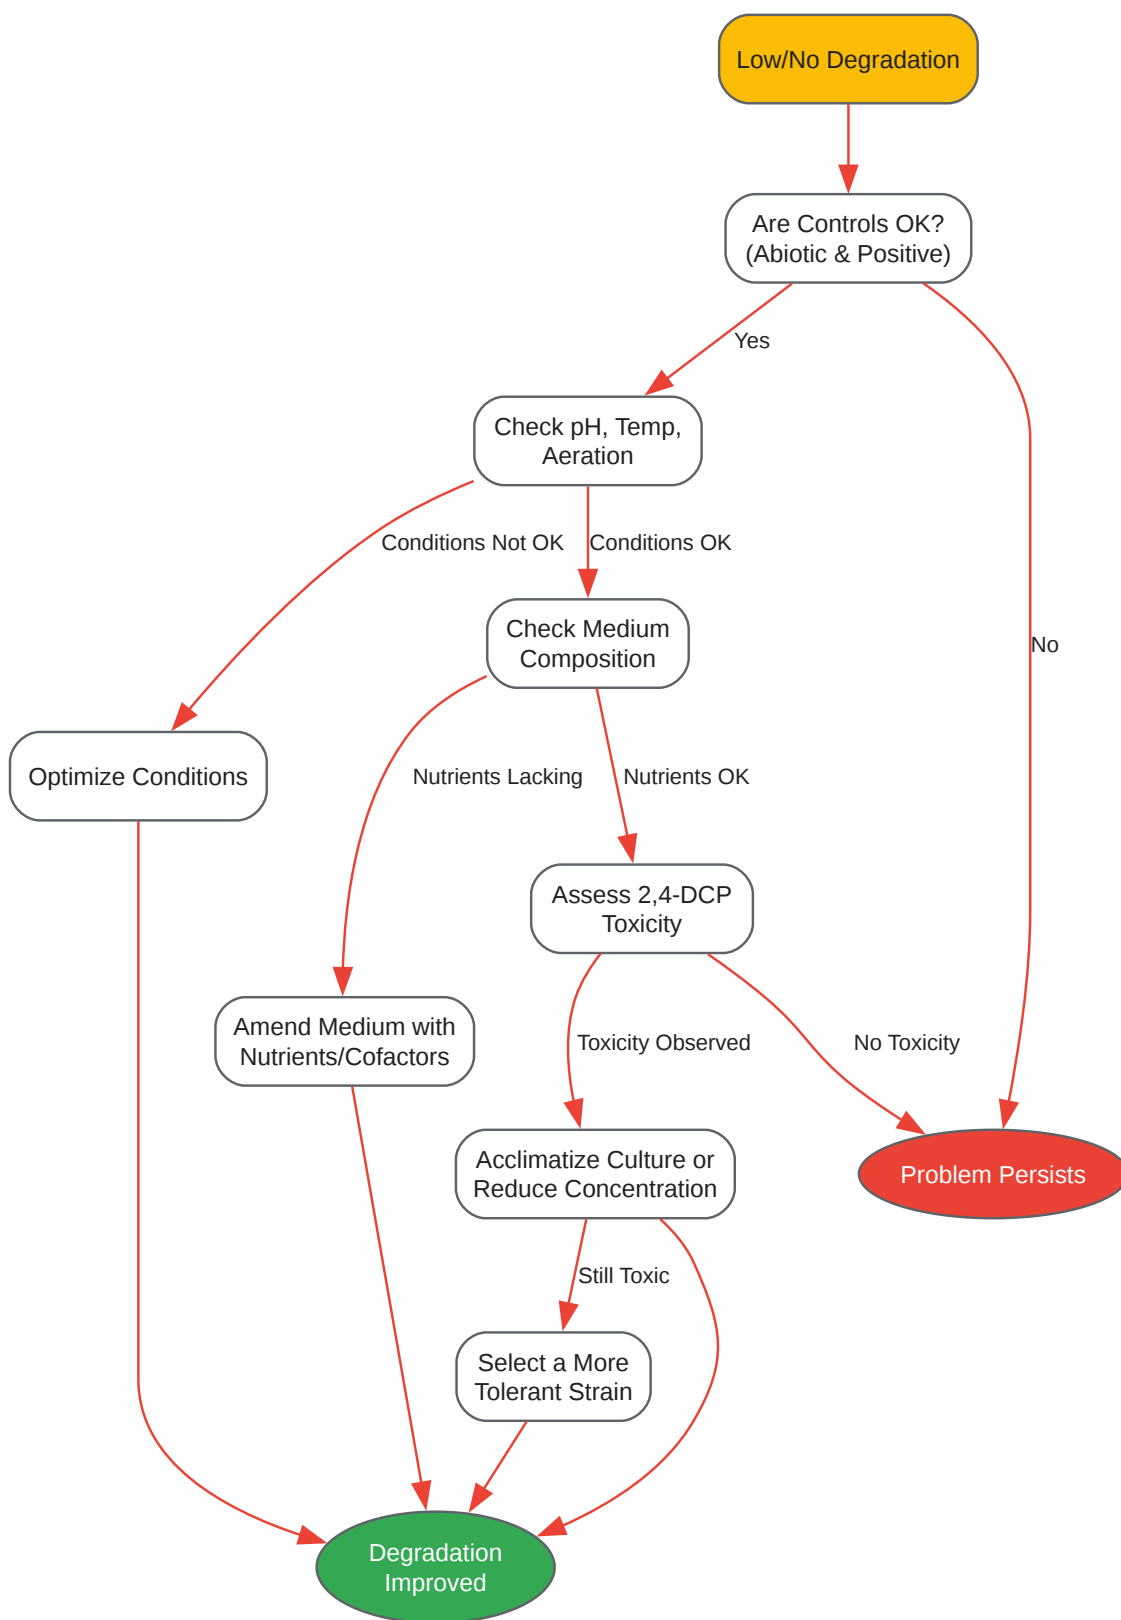 Low/No Degradation
Are Controls OK?
(Abiotic & Positive)
Yes
Check pH, Temp,
Aeration
Conditions Not OK
Conditions OK
Check Medium
Composition
No
Optimize Conditions
Nutrients Lacking
Nutrients OK
Assess 2,4-DCP
Toxicity
Amend Medium with
Nutrients/Cofactors
Toxicity Observed
No Toxicity
Acclimatize Culture or
Reduce Concentration
Problem Persists
Still Toxic
Select a More
Tolerant Strain
Degradation
Improved